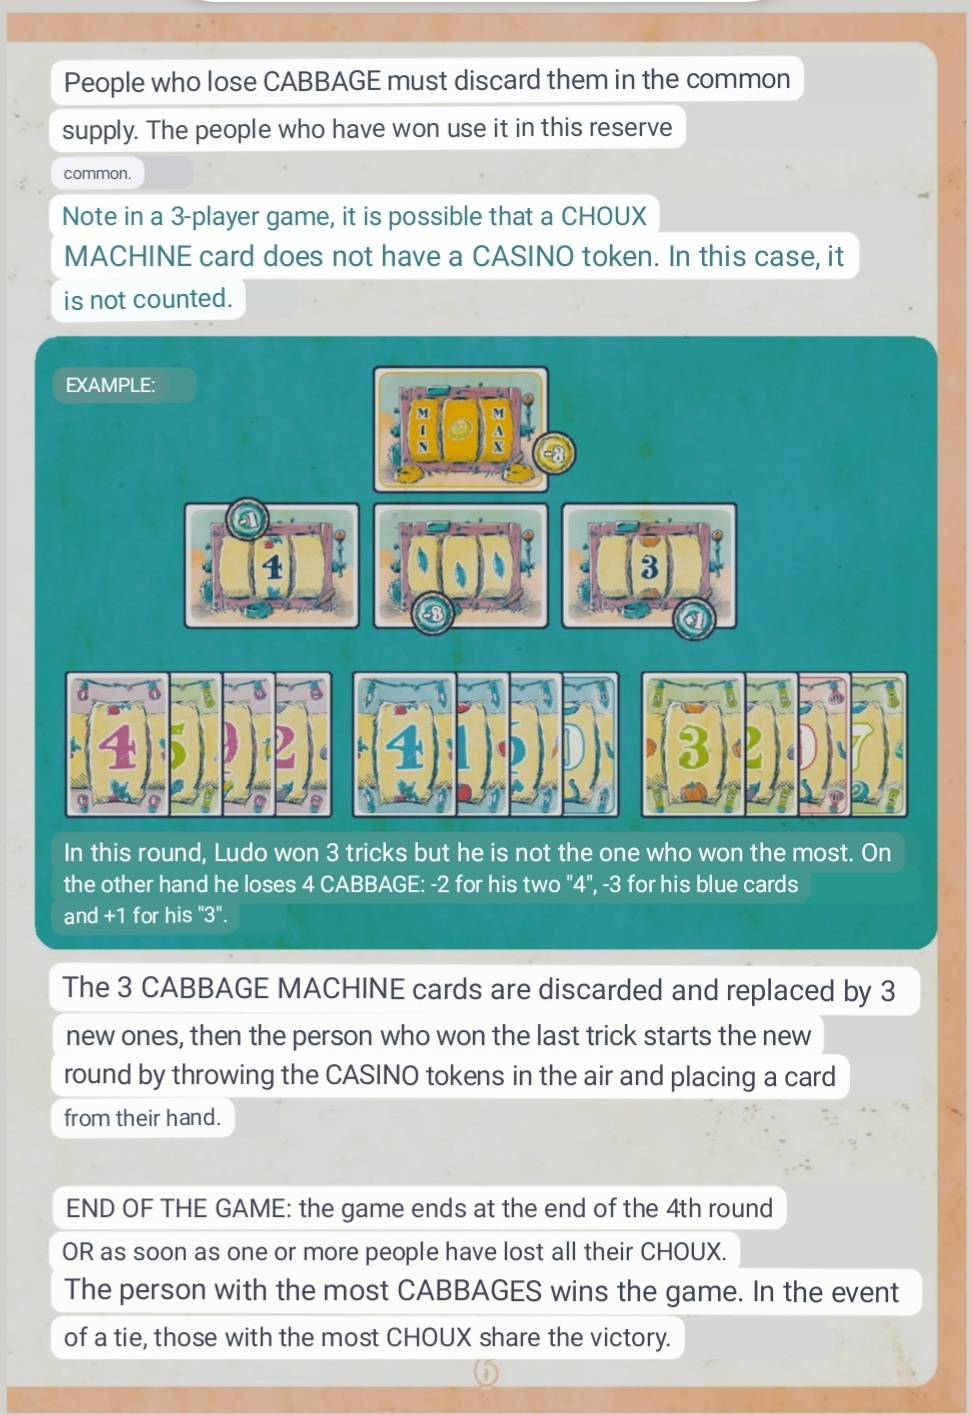 People who lose CABBAGE must discard them in the common
supply. The people who have won use it in this reserve
common.
Note in a 3-player game, it is possible that a CHOUX
MACHINE card does not have a CASINO token. In this case, it
is not counted.
EXAMPLE:
MIN MAX
-3
-1
4
3
-3
+1
4 5 9 2
4 1 5 0
3 2 0 7
In this round, Ludo won 3 tricks but he is not the one who won the most. On
the other hand he loses 4 CABBAGE: -2 for his two "4", -3 for his blue cards
and +1 for his "3".
The 3 CABBAGE MACHINE cards are discarded and replaced by 3
new ones, then the person who won the last trick starts the new
round by throwing the CASINO tokens in the air and placing a card
from their hand.
END OF THE GAME: the game ends at the end of the 4th round
OR as soon as one or more people have lost all their CHOUX.
The person with the most CABBAGES wins the game. In the event
of a tie, those with the most CHOUX share the victory.
6